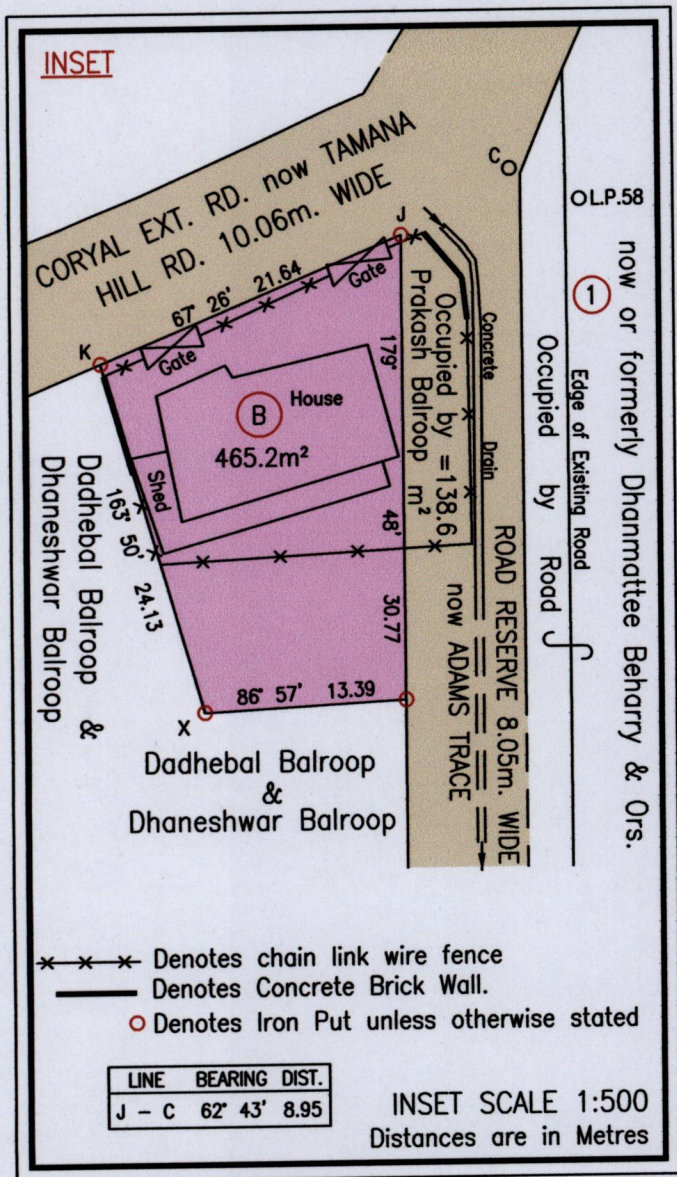 INSET
CORYAL EXT. RD. now TAMANA
HILL RD. 10.06m. WIDE
C
O L.P.58
J
K
67° 26' 21.64
Gate
Gate
B
House
465.2m²
Shed
179° 48' 30.77
163° 50' 24.13
86° 57' 13.39
X
Occupied by =138.6
Prakash Balroop m²
Concrete Drain
ROAD RESERVE 8.05m. WIDE
now ADAMS TRACE
Occupied by Road
Edge of Existing Road
1
now or formerly Dhanmattee Beharry & Ors.
Dadhebal Balroop &
Dhaneshwar Balroop
Dadhebal Balroop
&
Dhaneshwar Balroop
Denotes chain link wire fence
Denotes Concrete Brick Wall.
Denotes Iron Put unless otherwise stated
LINE BEARING DIST.
J - C 62° 43' 8.95
INSET SCALE 1:500
Distances are in Metres